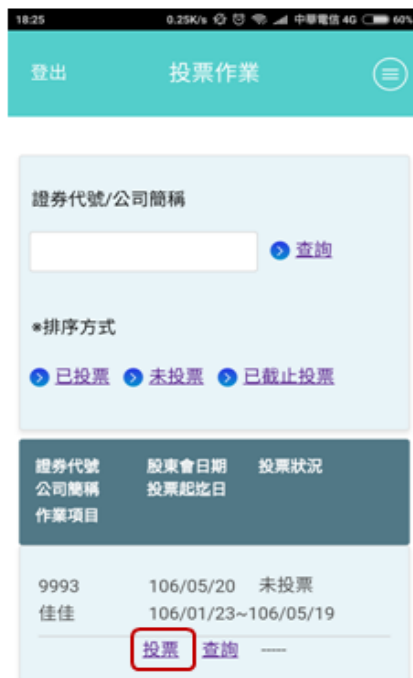 18:25 0.25K/s 中華電信 4G 60%
登出 投票作業
證券代號/公司簡稱
查詢
*排序方式
已投票 未投票 已截止投票
證券代號 股東會日期 投票狀況
公司簡稱 投票起迄日
作業項目
9993 106/05/20 未投票
佳佳 106/01/23~106/05/19
投票 查詢 -----